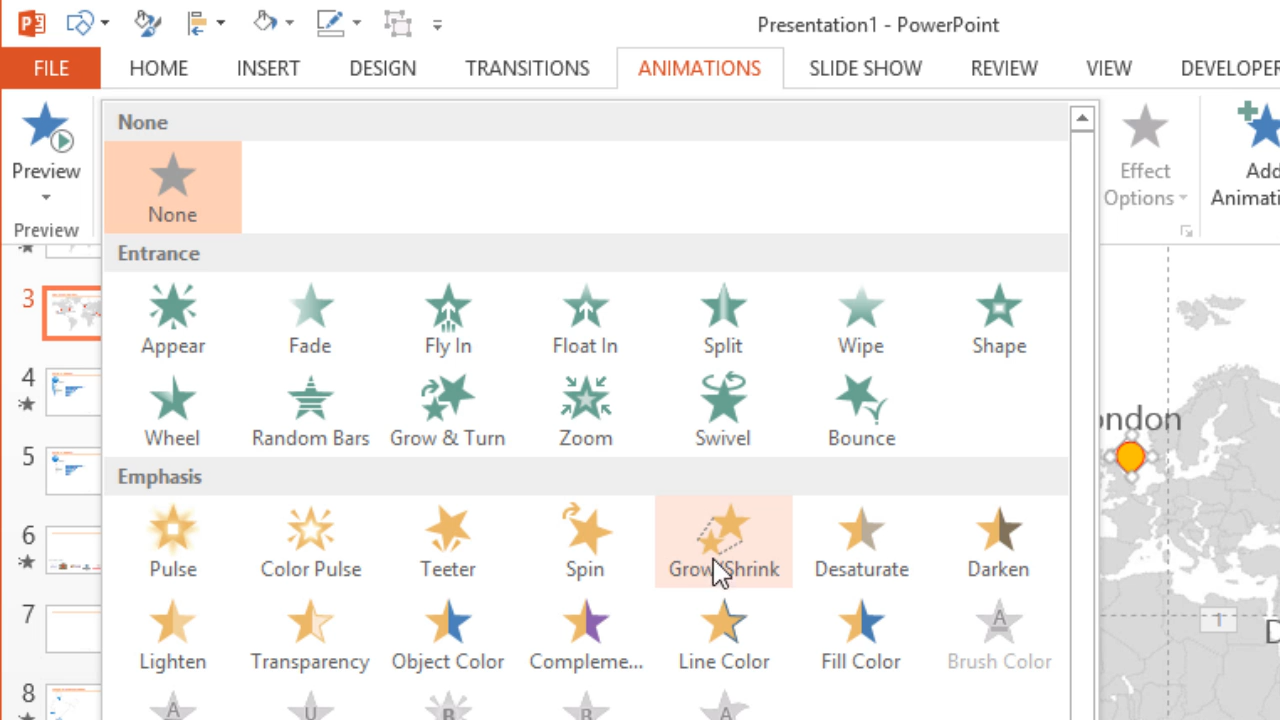 Presentation1 - PowerPoint
FILE HOME INSERT DESIGN TRANSITIONS ANIMATIONS SLIDE SHOW REVIEW VIEW DEVELOPER
None
None
Preview
Preview
Effect
Options
Add
Animati
Entrance
Appear Fade Fly In Float In Split Wipe Shape
Wheel Random Bars Grow & Turn Zoom Swivel Bounce
Emphasis
Pulse Color Pulse Teeter Spin Grow/Shrink Desaturate Darken
Lighten Transparency Object Color Compleme... Line Color Fill Color Brush Color
3
4
5
6
7
8
ondon
1
D